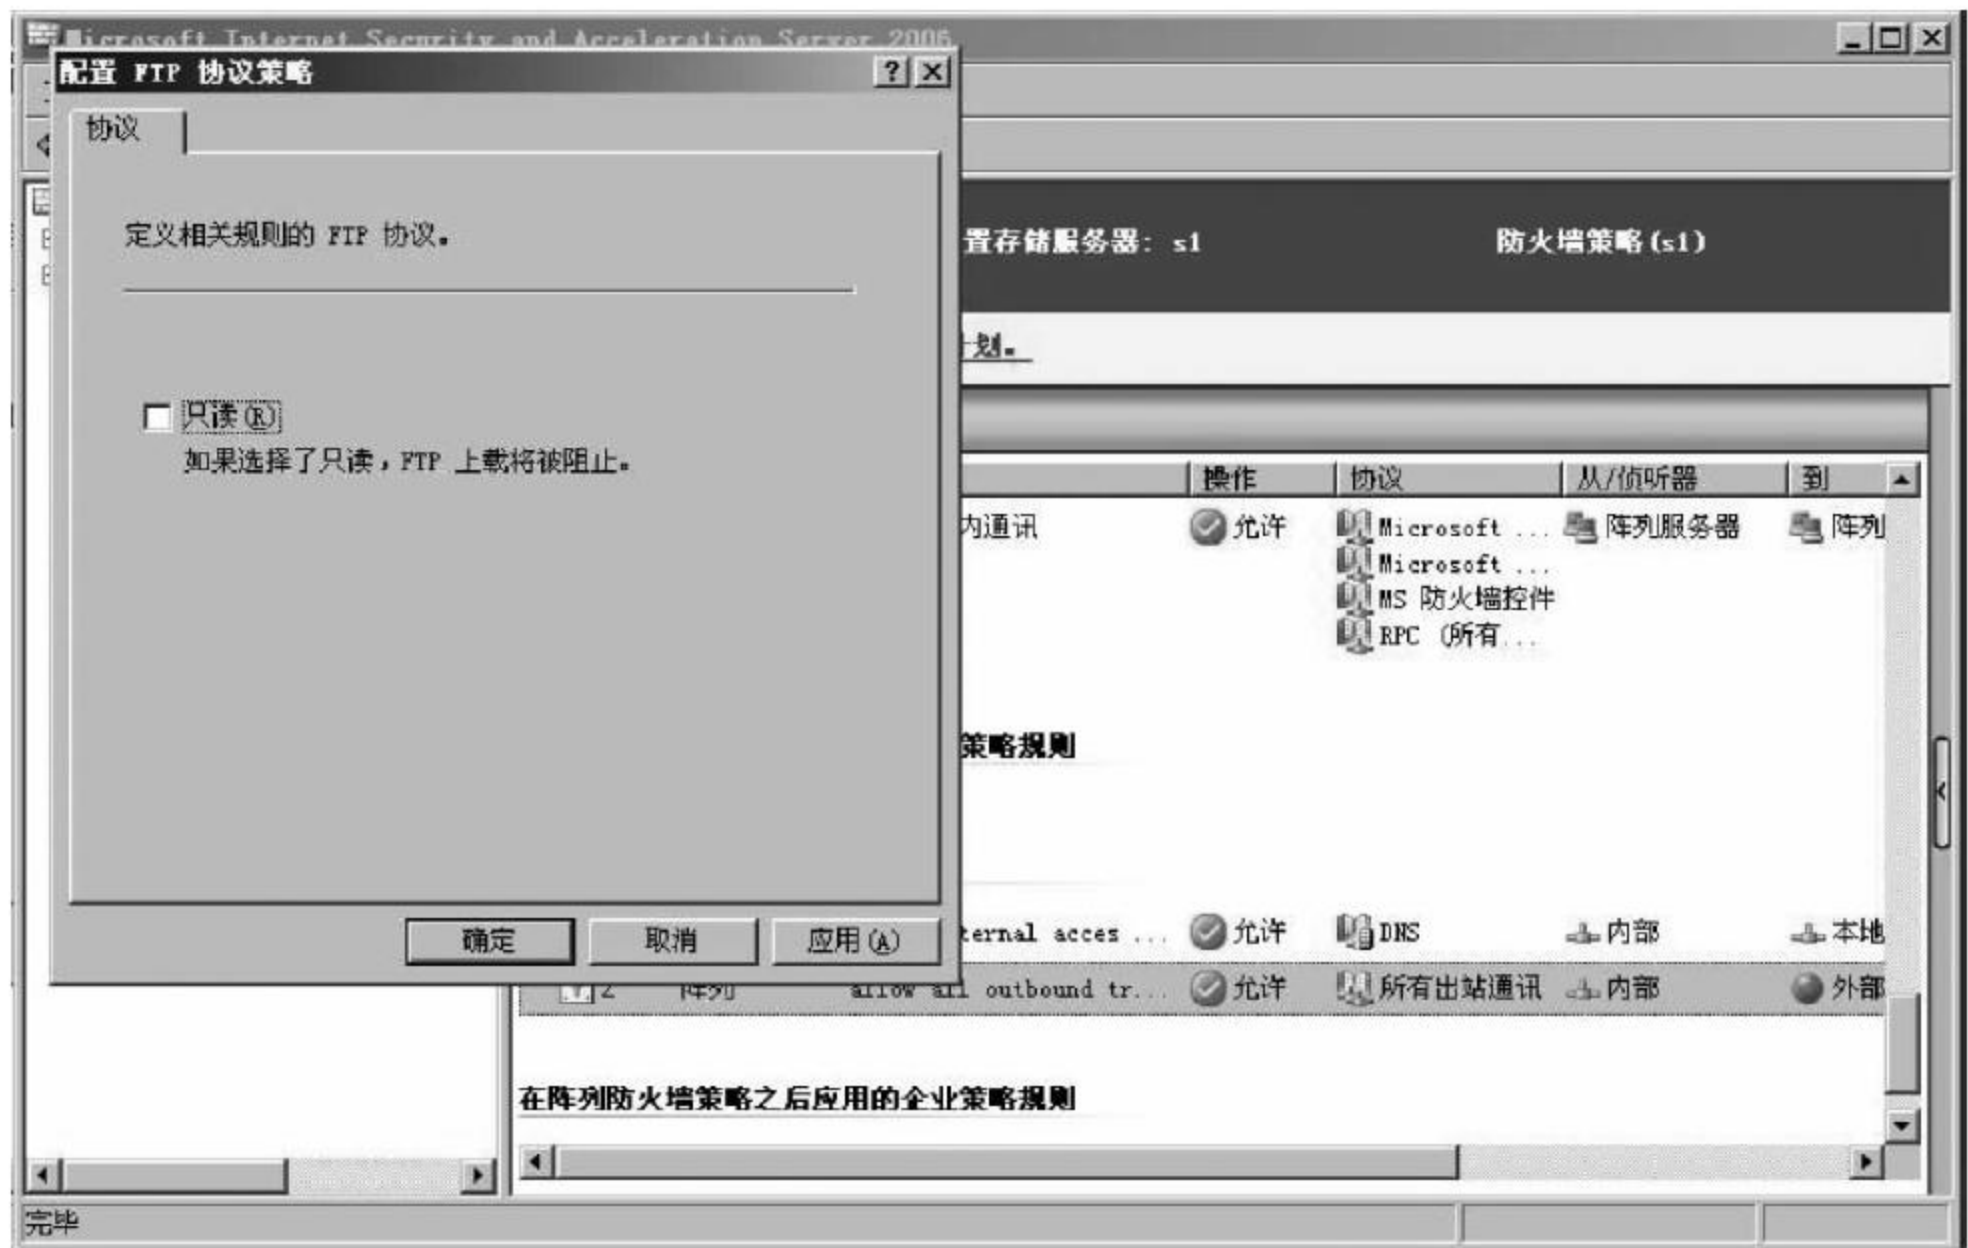 Microsoft Internet Security and Acceleration Server 2006
配置 FTP 协议策略
协议
定义相关规则的 FTP 协议。
置存储服务器: s1
防火墙策略(s1)
划。
只读(R)
如果选择了只读,FTP 上载将被阻止。
操作 协议 从/侦听器 到
内通讯 允许 Microsoft ... 阵列服务器 阵列
Microsoft ...
MS 防火墙控件
RPC (所有...
策略规则
确定 取消 应用(A)
ternal acces ... 允许 DNS 内部 本地
2 阵列 allow all outbound tr... 允许 所有出站通讯 内部 外部
在阵列防火墙策略之后应用的企业策略规则
完毕